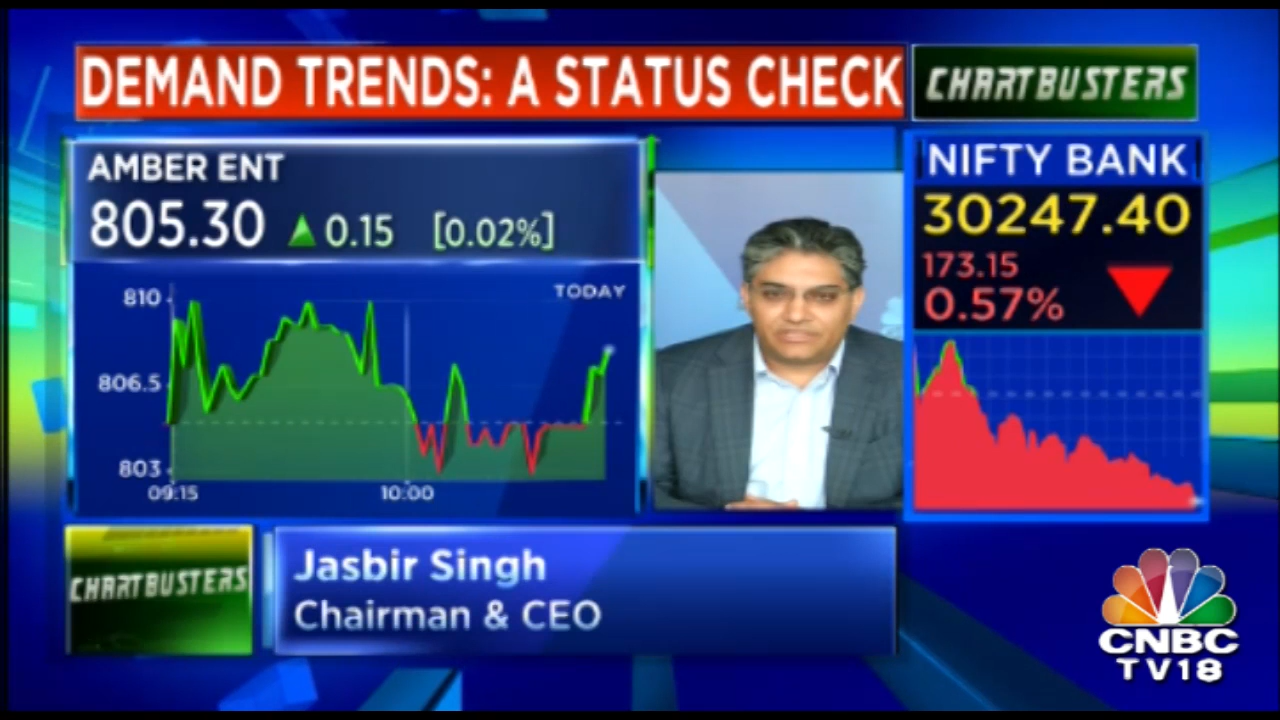 DEMAND TRENDS: A STATUS CHECK
CHARTBUSTERS
AMBER ENT
805.30 ▲ 0.15 [0.02%]
TODAY
810
806.5
803
09:15 10:00
NIFTY BANK
30247.40
173.15
0.57%
CHARTBUSTERS
Jasbir Singh
Chairman & CEO
CNBC
TV18